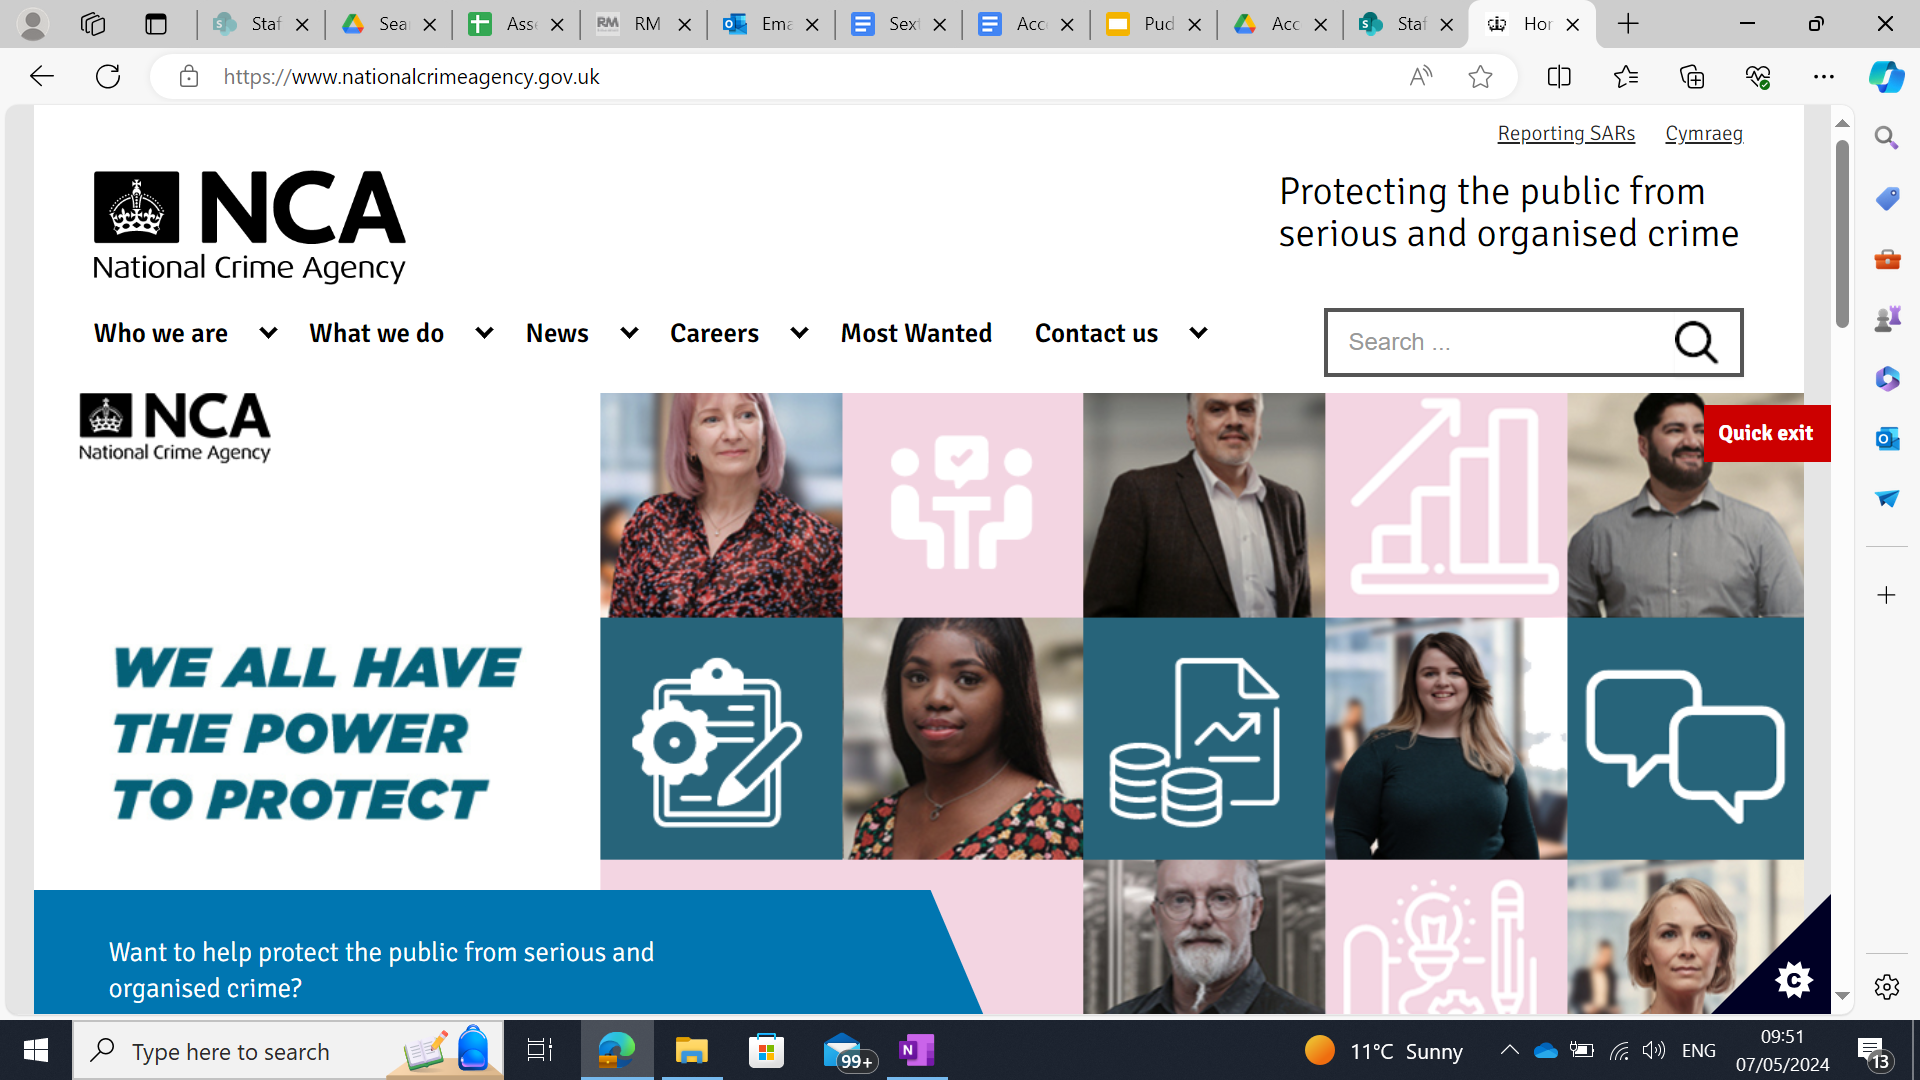 Staf
Sear
Asse
RM
RM
Ema
Sext
Acc
Pud
Acc
Staf
Hor
https://www.nationalcrimeagency.gov.uk
Reporting SARs
Cymraeg
NCA
National Crime Agency
Protecting the public from
serious and organised crime
Who we are
What we do
News
Careers
Most Wanted
Contact us
Search ...
NCA
National Crime Agency
Quick exit
WE ALL HAVE
THE POWER
TO PROTECT
Want to help protect the public from serious and
organised crime?
Type here to search
99+
11°C Sunny
ENG
09:51
07/05/2024
13